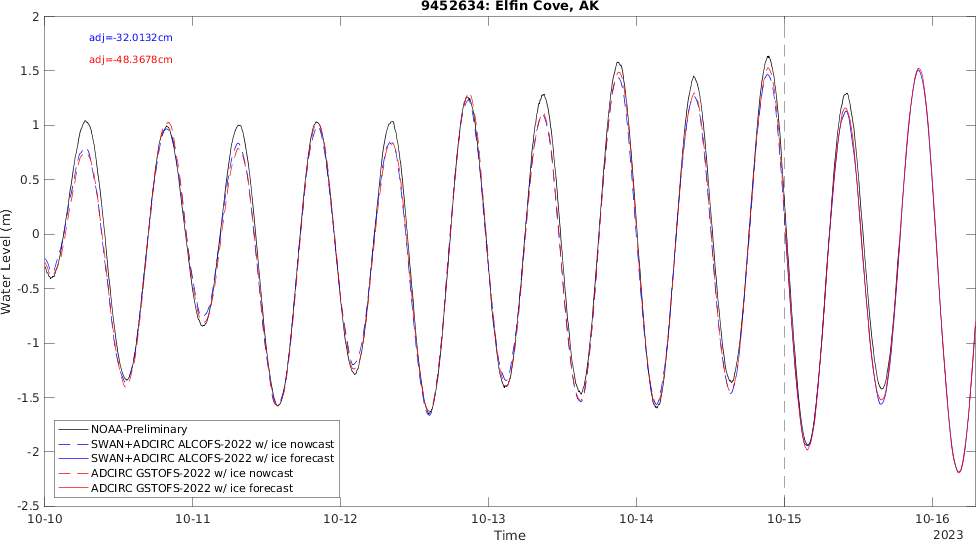 9452634: Elfin Cove, AK
adj=-32.0132cm
adj=-48.3678cm
Water Level (m)
2
1.5
1
0.5
0
-0.5
-1
-1.5
-2
-2.5
NOAA-Preliminary
SWAN+ADCIRC ALCOFS-2022 w/ ice nowcast
SWAN+ADCIRC ALCOFS-2022 w/ ice forecast
ADCIRC GSTOFS-2022 w/ ice nowcast
ADCIRC GSTOFS-2022 w/ ice forecast
10-10 10-11 10-12 10-13 10-14 10-15 10-16
Time
2023